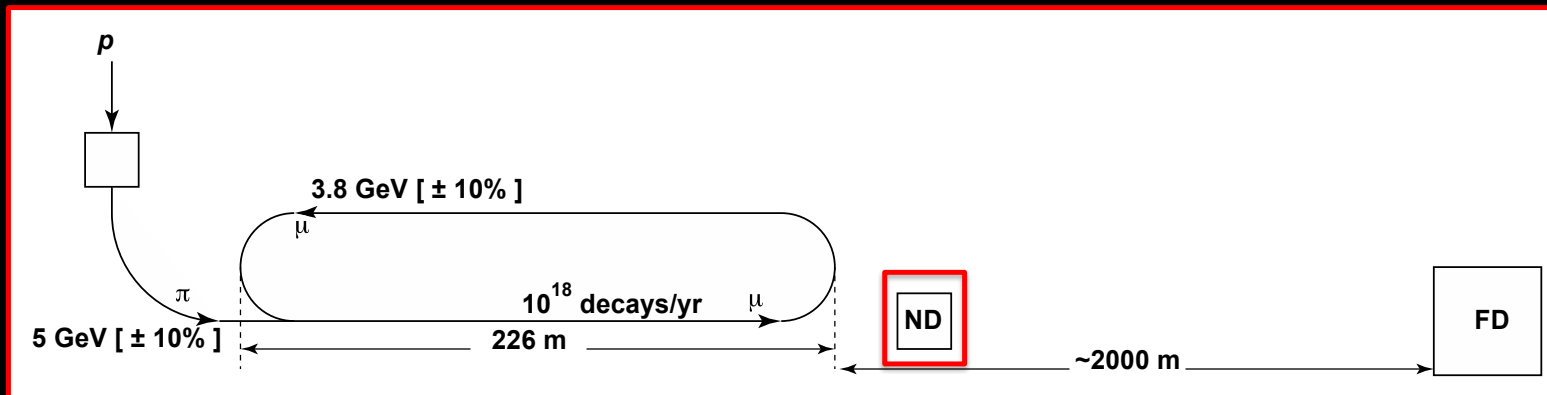 p
3.8 GeV [ ± 10% ]
μ
π
10^18 decays/yr
μ
5 GeV [ ± 10% ]
226 m
ND
FD
~2000 m